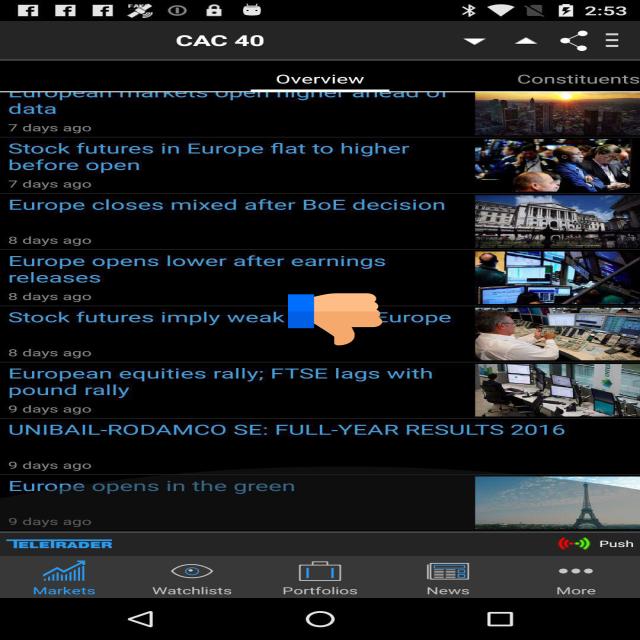 2:53
CAC 40
Overview
Constituents
European markets open higher ahead of
data
7 days ago
Stock futures in Europe flat to higher
before open
7 days ago
Europe closes mixed after BoE decision
8 days ago
Europe opens lower after earnings
releases
8 days ago
Stock futures imply weak Europe
8 days ago
European equities rally; FTSE lags with
pound rally
9 days ago
UNIBAIL-RODAMCO SE: FULL-YEAR RESULTS 2016
9 days ago
Europe opens in the green
9 days ago
TELETRADER
Push
Markets
Watchlists
Portfolios
News
More